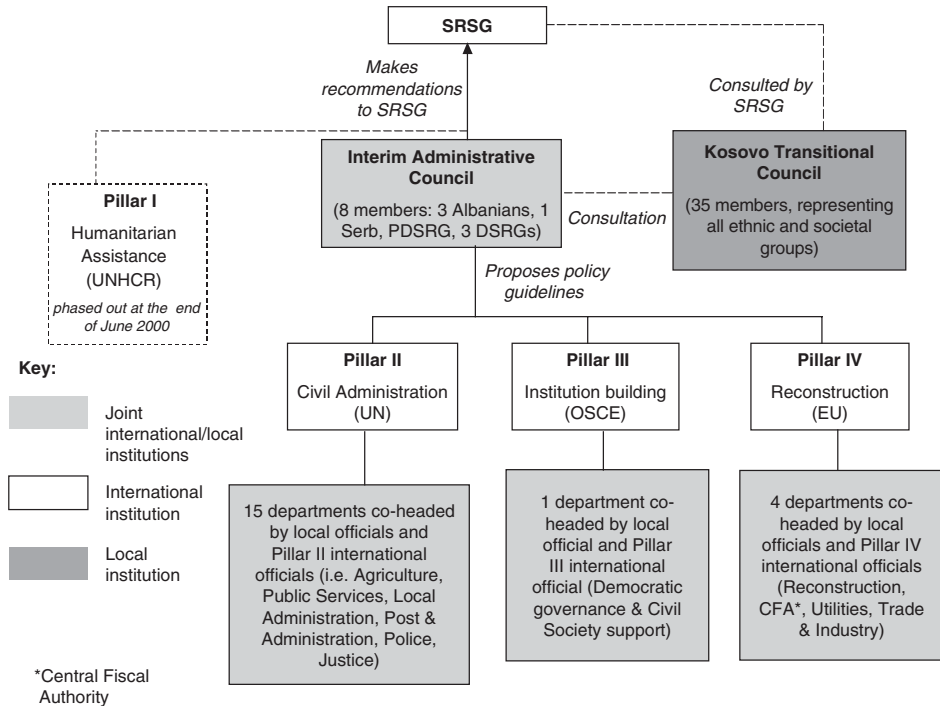 SRSG
Makes
recommendations
to SRSG
Consulted by
SRSG
Interim Administrative
Council
(8 members: 3 Albanians, 1
Serb, PDSRG, 3 DSRGs)
Consultation
Kosovo Transitional
Council
(35 members, representing
all ethnic and societal
groups)
Pillar I
Humanitarian
Assistance
(UNHCR)
phased out at the end
of June 2000
Proposes policy
guidelines
Pillar II
Civil Administration
(UN)
Pillar III
Institution building
(OSCE)
Pillar IV
Reconstruction
(EU)
Key:
Joint
international/local
institutions
International
institution
Local
institution
15 departments co-headed
by local officials and
Pillar II international
officials (i.e. Agriculture,
Public Services, Local
Administration, Post &
Administration, Police,
Justice)
1 department co-
headed by local
official and Pillar
III international
official (Democratic
governance & Civil
Society support)
4 departments co-
headed by local
officials and Pillar IV
international officials
(Reconstruction,
CFA*, Utilities, Trade
& Industry)
*Central Fiscal
Authority